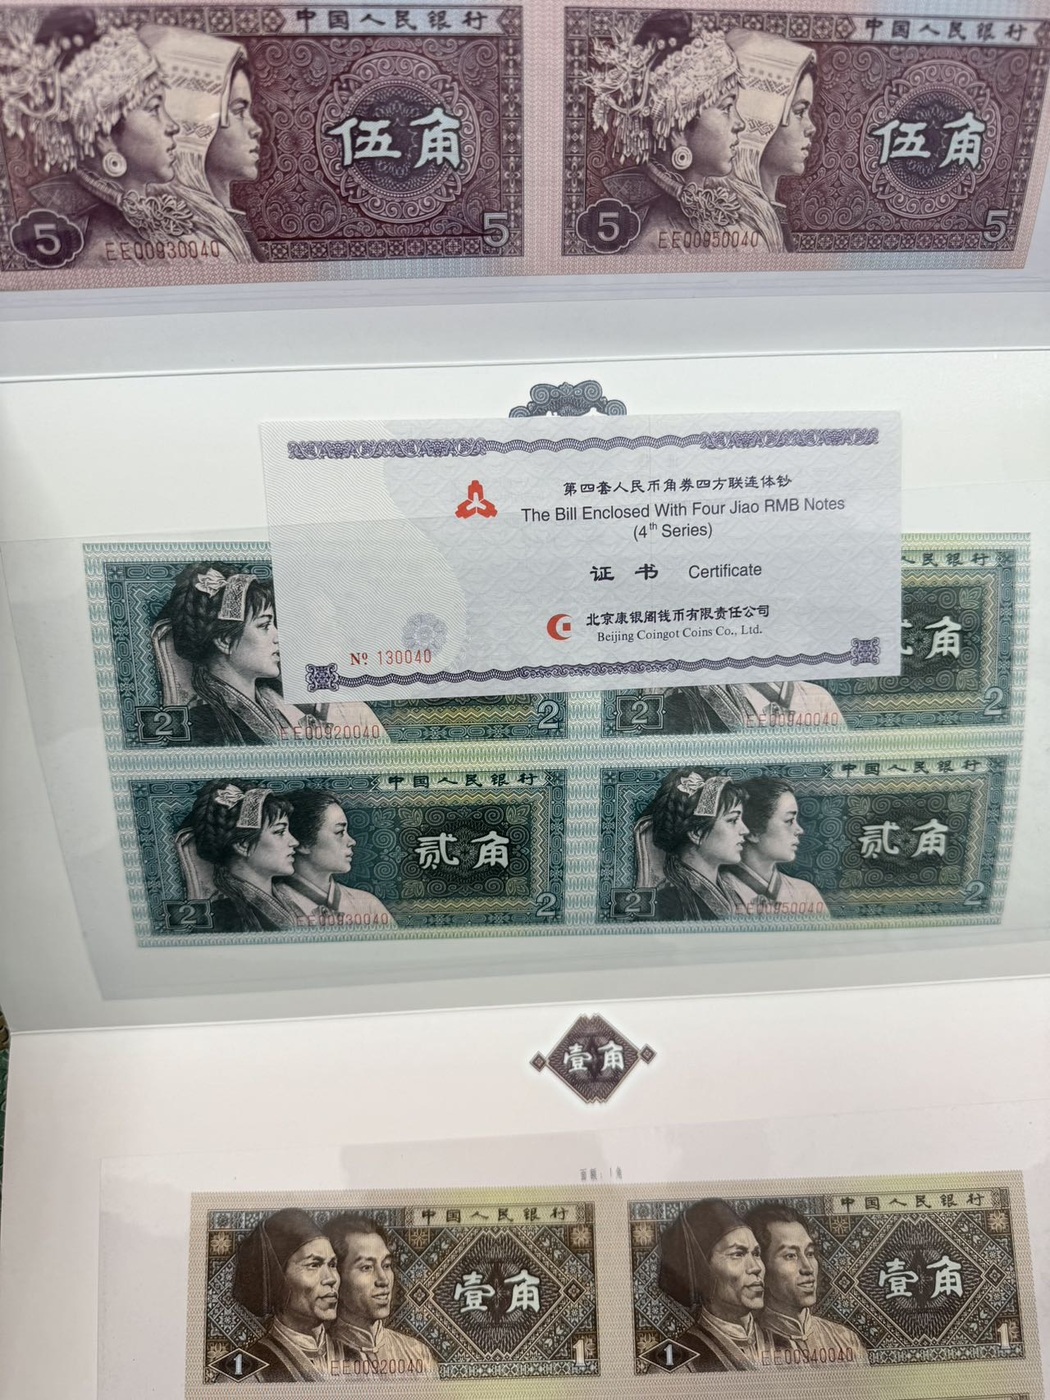 中国人民银行
中国人民银行
伍角
伍角
5
EE00930040
5
5
EE00950040
5
第四套人民币角券四方联连体钞
The Bill Enclosed With Four Jiao RMB Notes
(4th Series)
证书 Certificate
北京康银阁钱币有限责任公司
Beijing Coingot Coins Co., Ltd.
Nº 130040
人民银行
角
2
EE00920040
2
2
EE00940040
2
中国人民银行
中国人民银行
贰角
贰角
2
EE00930040
2
2
EE00950040
2
壹角
面额：1角
中国人民银行
中国人民银行
壹角
壹角
1
EE00920040
1
1
EE00940040
1